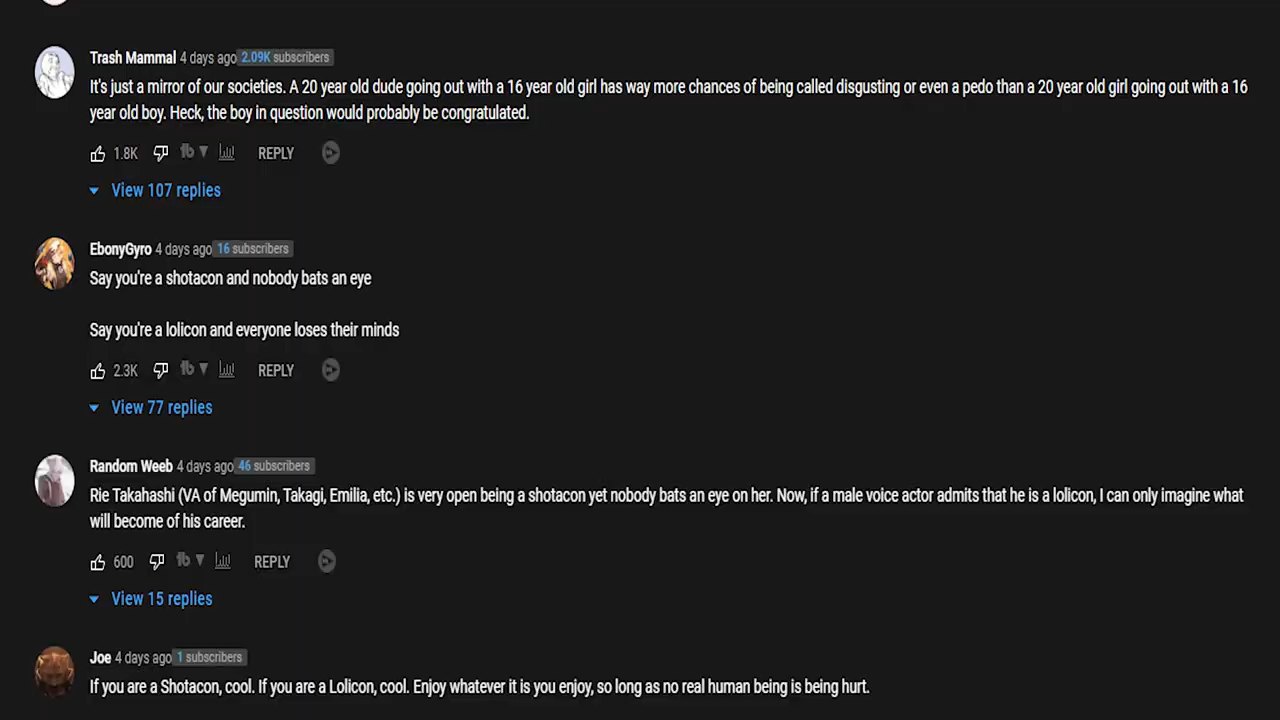 Trash Mammal 4 days ago 2.09K subscribers
It's just a mirror of our societies. A 20 year old dude going out with a 16 year old girl has way more chances of being called disgusting or even a pedo than a 20 year old girl going out with a 16
year old boy. Heck, the boy in question would probably be congratulated.
1.8K REPLY
View 107 replies
EbonyGyro 4 days ago 16 subscribers
Say you're a shotacon and nobody bats an eye
Say you're a lolicon and everyone loses their minds
2.3K REPLY
View 77 replies
Random Weeb 4 days ago 46 subscribers
Rie Takahashi (VA of Megumin, Takagi, Emilia, etc.) is very open being a shotacon yet nobody bats an eye on her. Now, if a male voice actor admits that he is a lolicon, I can only imagine what
will become of his career.
600 REPLY
View 15 replies
Joe 4 days ago 1 subscribers
If you are a Shotacon, cool. If you are a Lolicon, cool. Enjoy whatever it is you enjoy, so long as no real human being is being hurt.